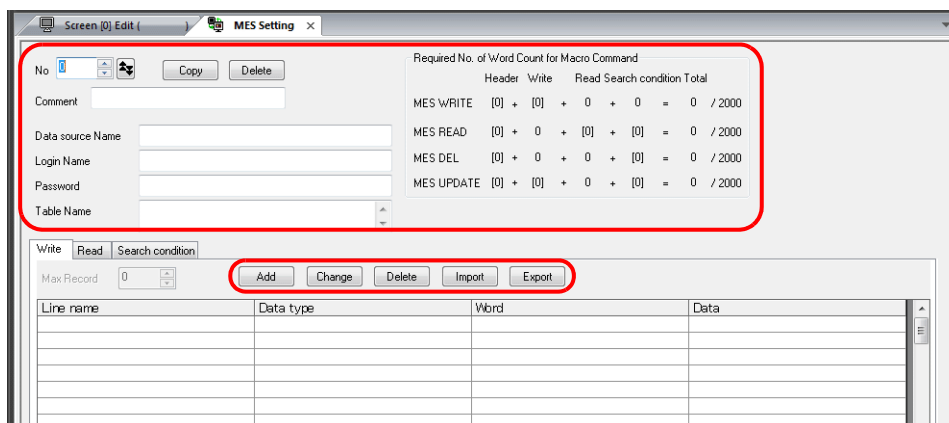 Screen [0] Edit ( ) MES Setting ×
No 0 Copy Delete
Comment
Data source Name
Login Name
Password
Table Name
Required No. of Word Count for Macro Command
Header Write Read Search condition Total
MES WRITE [0] + [0] + 0 + 0 = 0 / 2000
MES READ [0] + 0 + [0] + [0] = 0 / 2000
MES DEL [0] + 0 + 0 + [0] = 0 / 2000
MES UPDATE [0] + [0] + 0 + [0] = 0 / 2000
Write Read Search condition
Max Record 0 Add Change Delete Import Export
Line name Data type Word Data